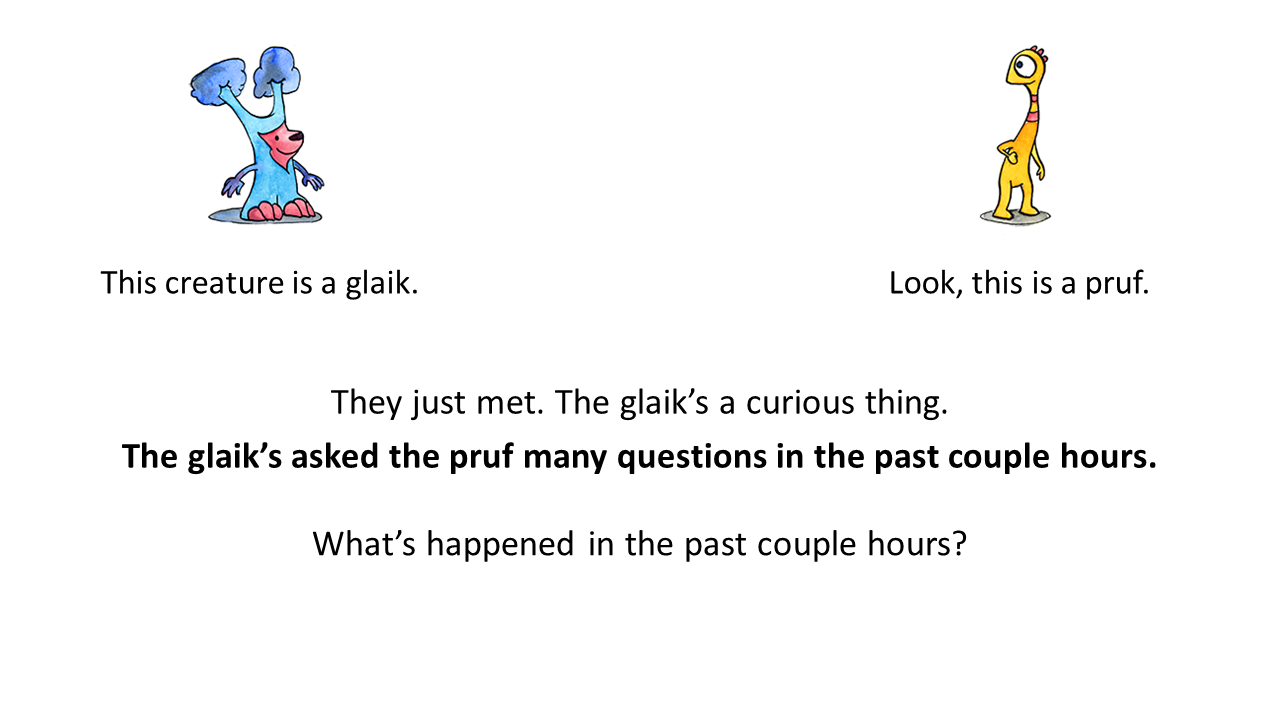 This creature is a glaik.
Look, this is a pruf.
They just met. The glaik’s a curious thing.
The glaik’s asked the pruf many questions in the past couple hours.
What’s happened in the past couple hours?